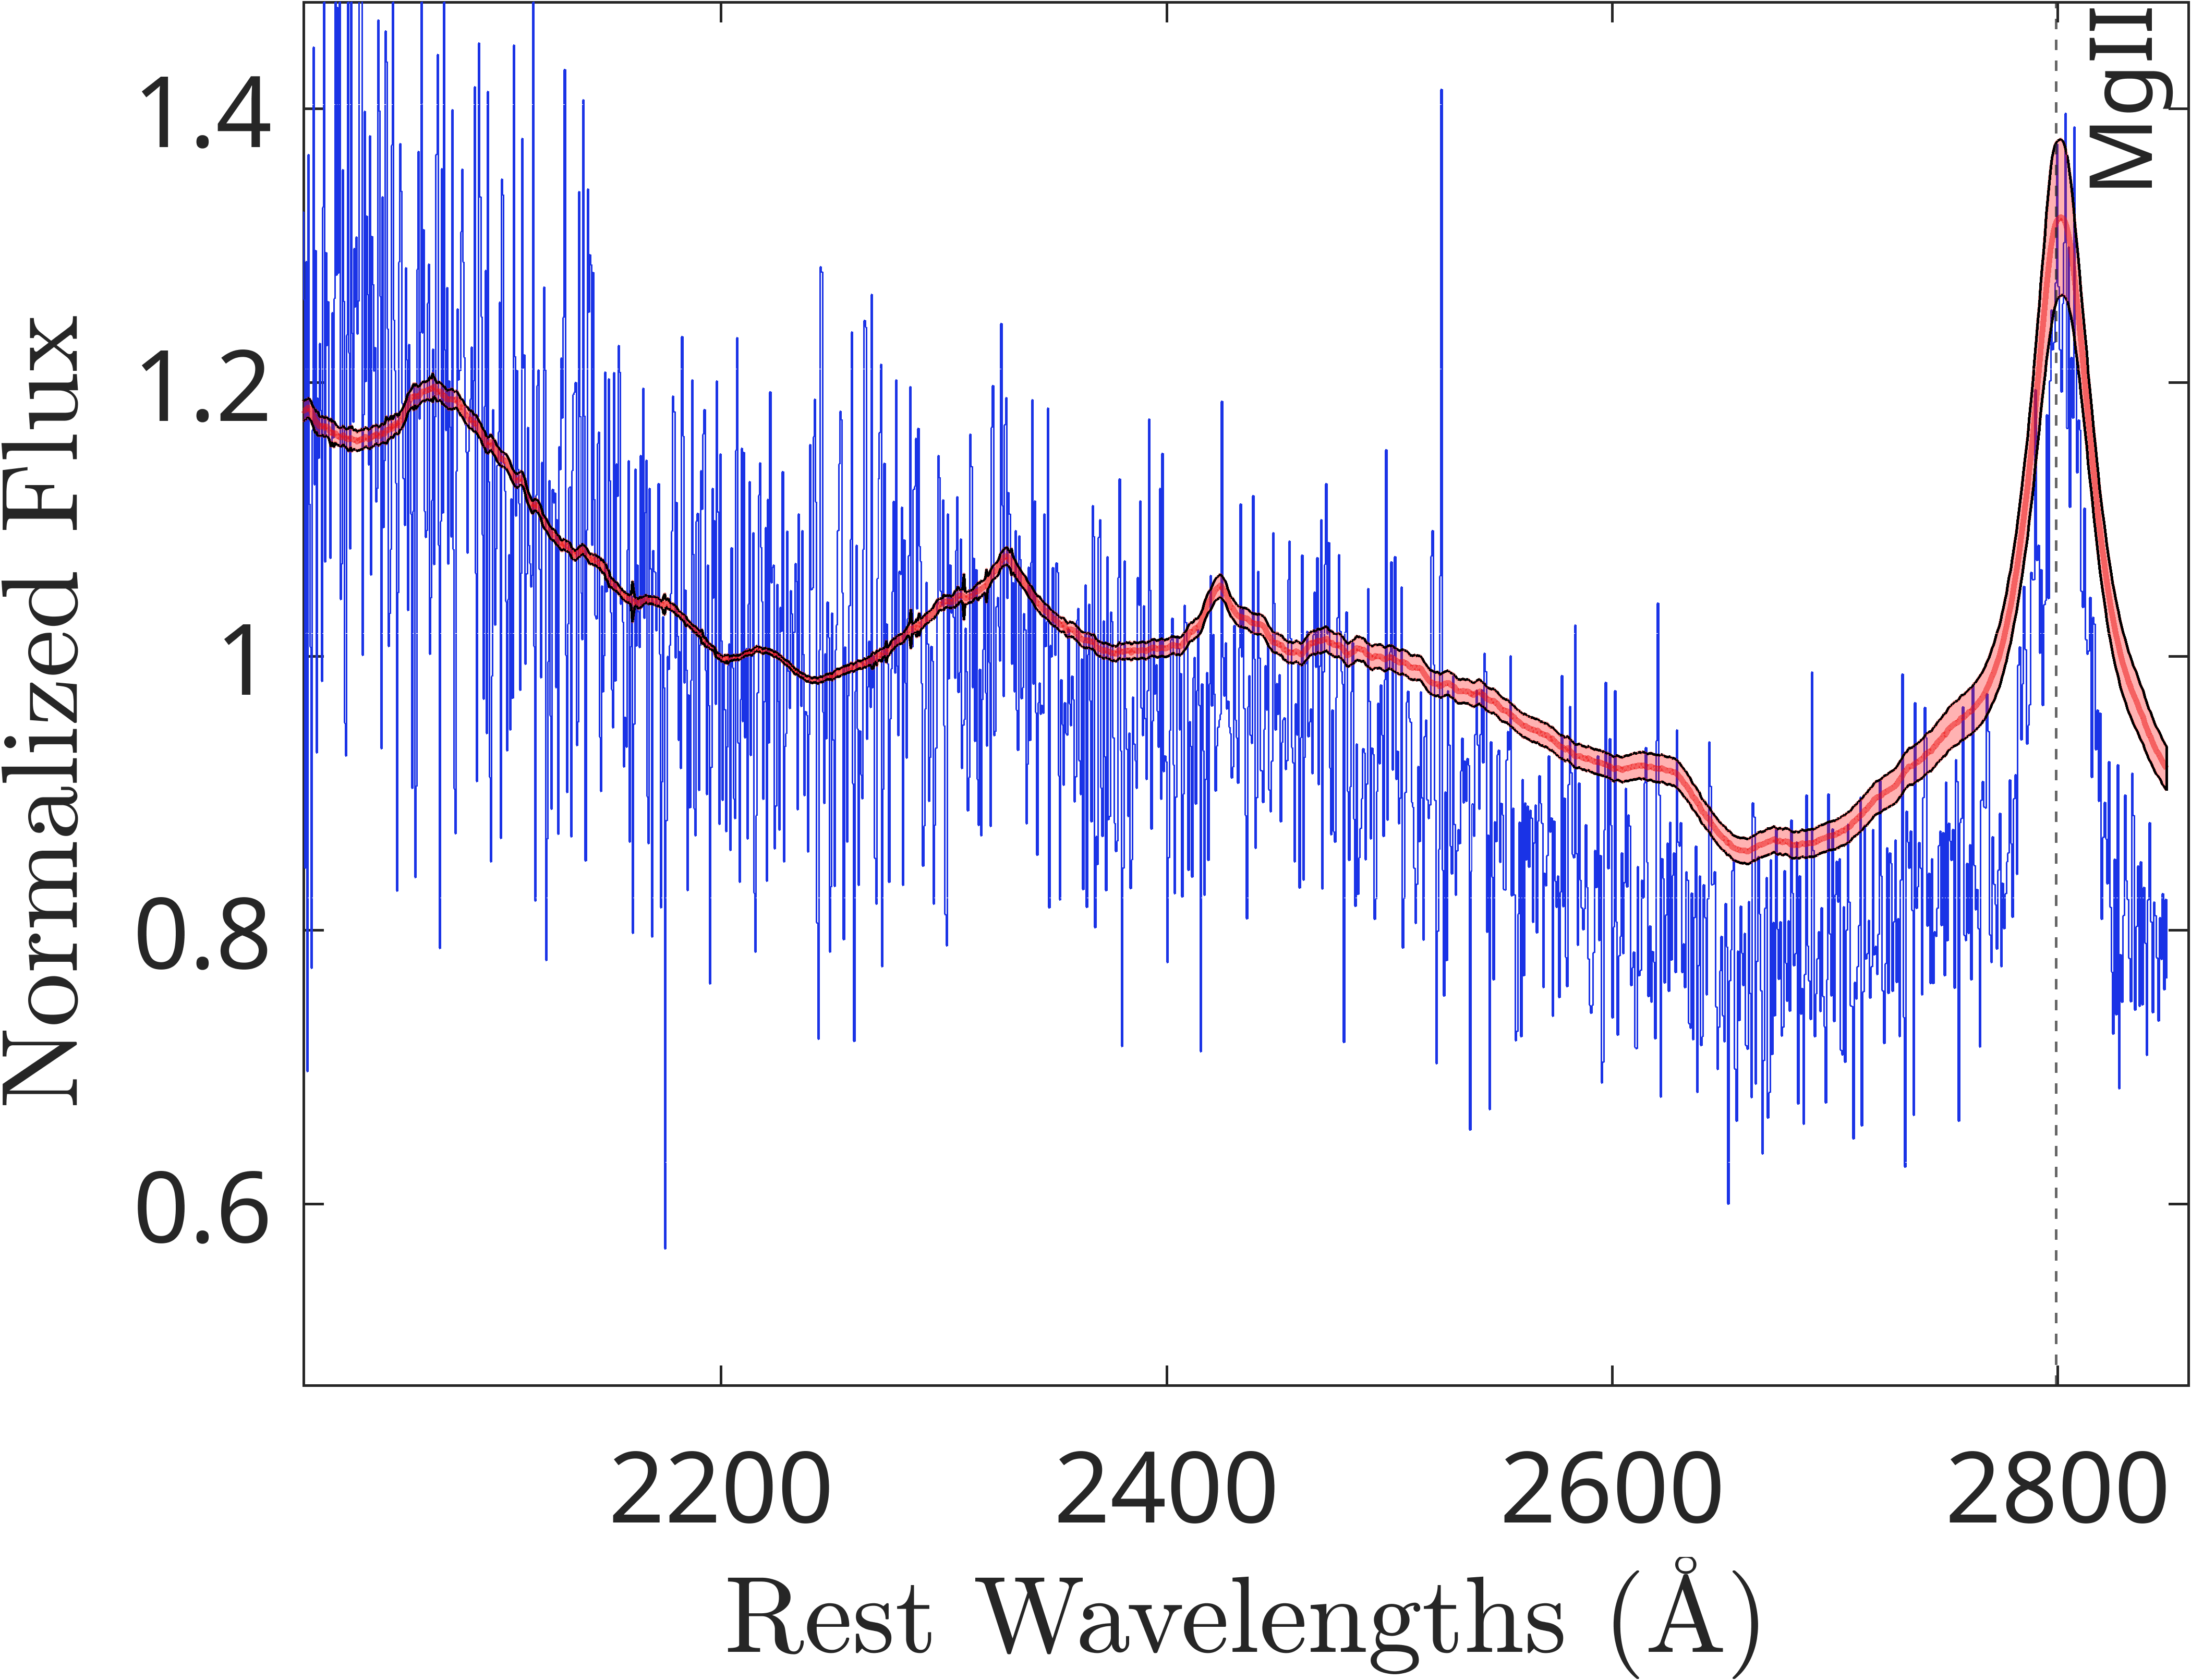 MgII
1.4
1.2
1
0.8
0.6
Normalized Flux
2200 2400 2600 2800
Rest Wavelengths (Å)